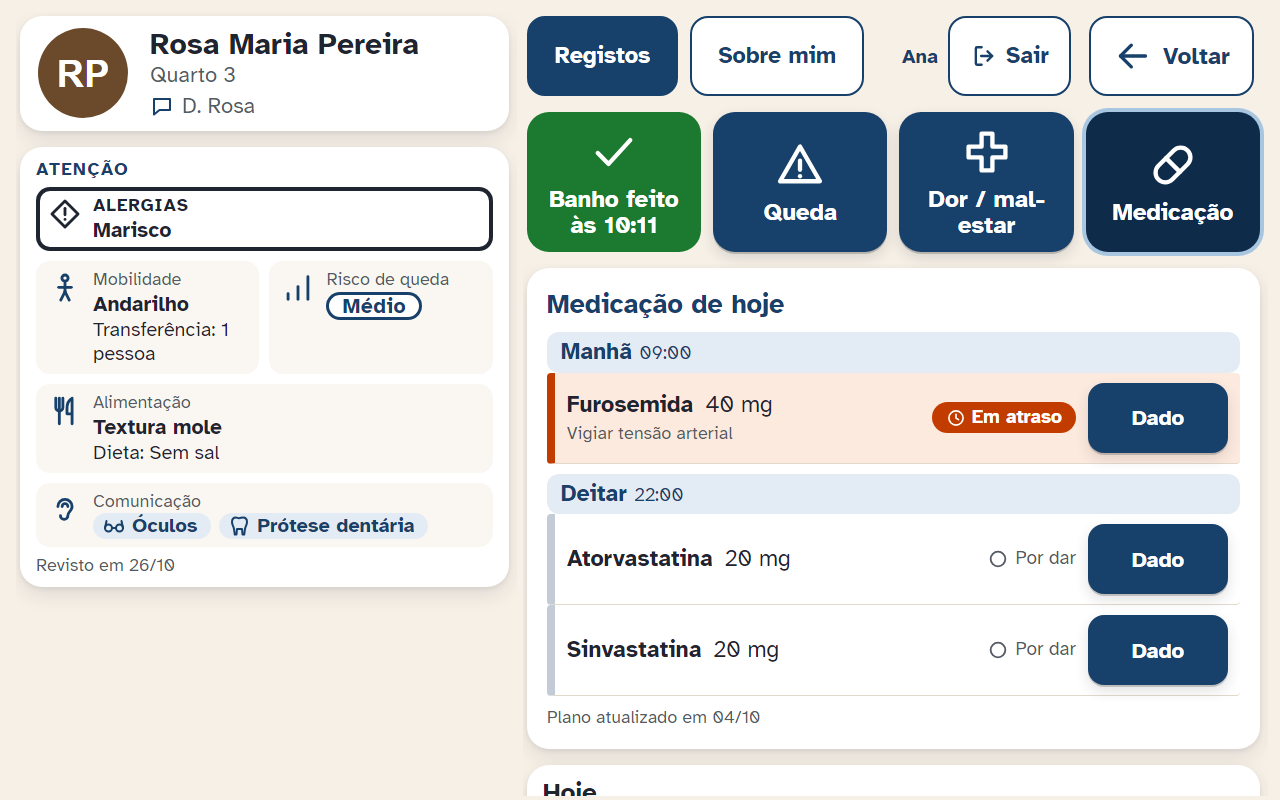 RP
Rosa Maria Pereira
Quarto 3
D. Rosa
ATENÇÃO
ALERGIAS
Marisco
Mobilidade
Andarilho
Transferência: 1
pessoa
Risco de queda
Médio
Alimentação
Textura mole
Dieta: Sem sal
Comunicação
Óculos
Prótese dentária
Revisto em 26/10
Registos
Sobre mim
Ana
Sair
Voltar
Banho feito
às 10:11
Queda
Dor / mal-
estar
Medicação
Medicação de hoje
Manhã 09:00
Furosemida 40 mg
Vigiar tensão arterial
Em atraso
Dado
Deitar 22:00
Atorvastatina 20 mg
Por dar
Dado
Sinvastatina 20 mg
Por dar
Dado
Plano atualizado em 04/10
Hoje